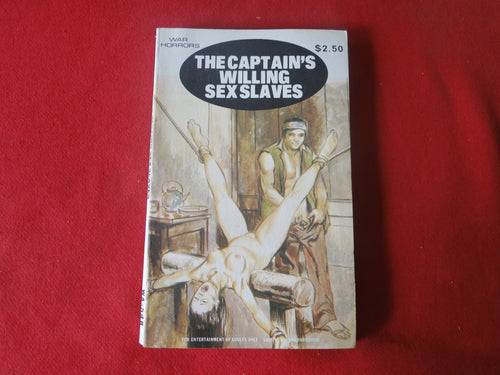 WAR
HORRORS
$2.50
THE CAPTAIN'S
WILLING
SEX SLAVES
FOR ENTERTAINMENT OF ADULTS ONLY